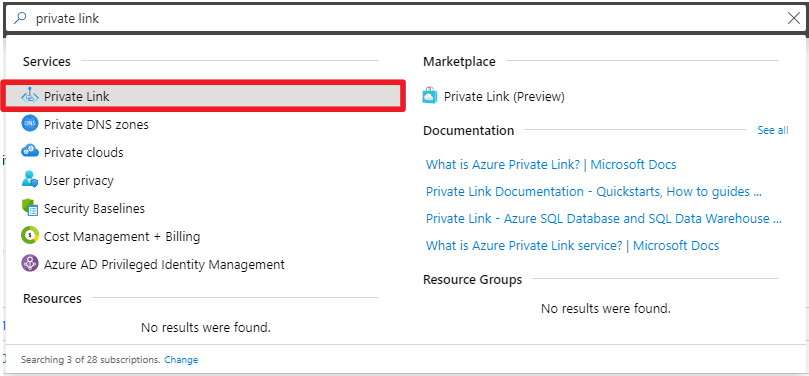 private link
Services
Private Link
DNS
Private DNS zones
Private clouds
User privacy
Security Baselines
$
Cost Management + Billing
Azure AD Privileged Identity Management
Resources
No results were found.
Marketplace
Private Link (Preview)
Documentation
See all
What is Azure Private Link? | Microsoft Docs
Private Link Documentation - Quickstarts, How to guides ...
Private Link - Azure SQL Database and SQL Data Warehouse ...
What is Azure Private Link service? | Microsoft Docs
Resource Groups
No results were found.
Searching 3 of 28 subscriptions. Change